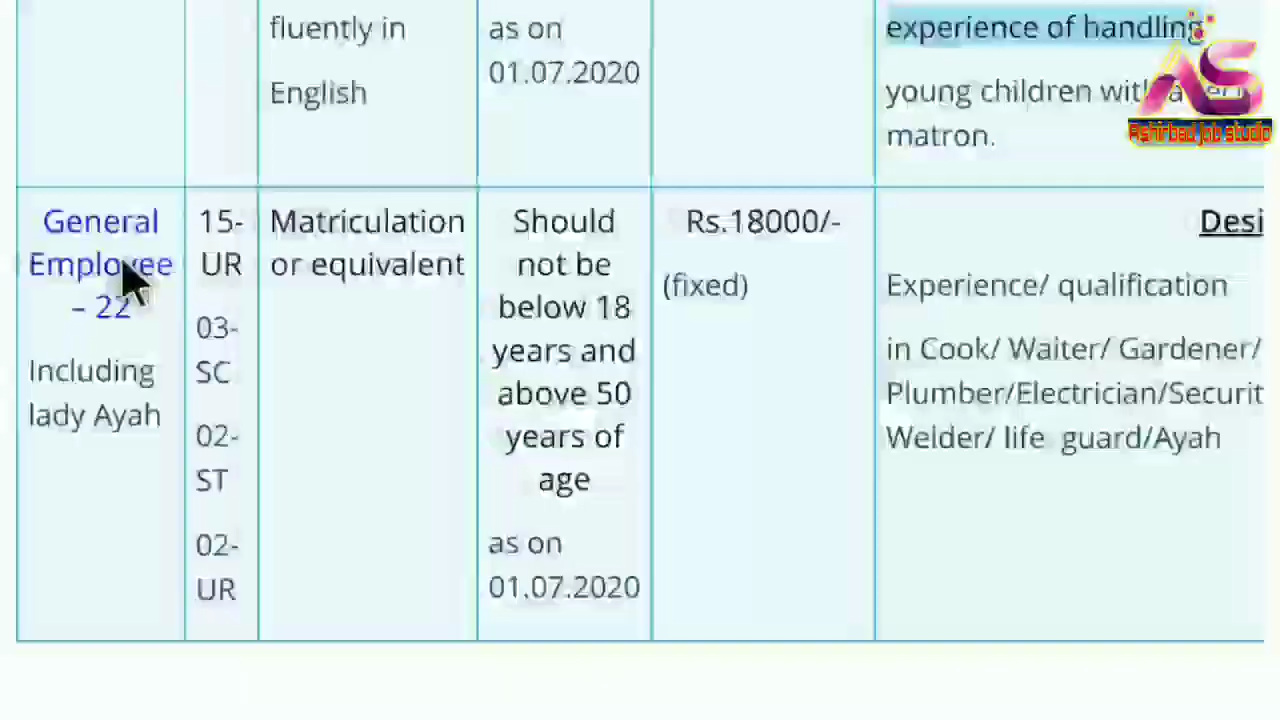 fluently in
English
as on
01.07.2020
experience of handling
young children with a
matron.
Ashirbad job studio
General
Employee
– 22
Including
lady Ayah
15-
UR
03-
SC
02-
ST
02-
UR
Matriculation
or equivalent
Should
not be
below 18
years and
above 50
years of
age
as on
01.07.2020
Rs.18000/-
(fixed)
Desi
Experience/ qualification
in Cook/ Waiter/ Gardener/
Plumber/Electrician/Securit
Welder/ life guard/Ayah